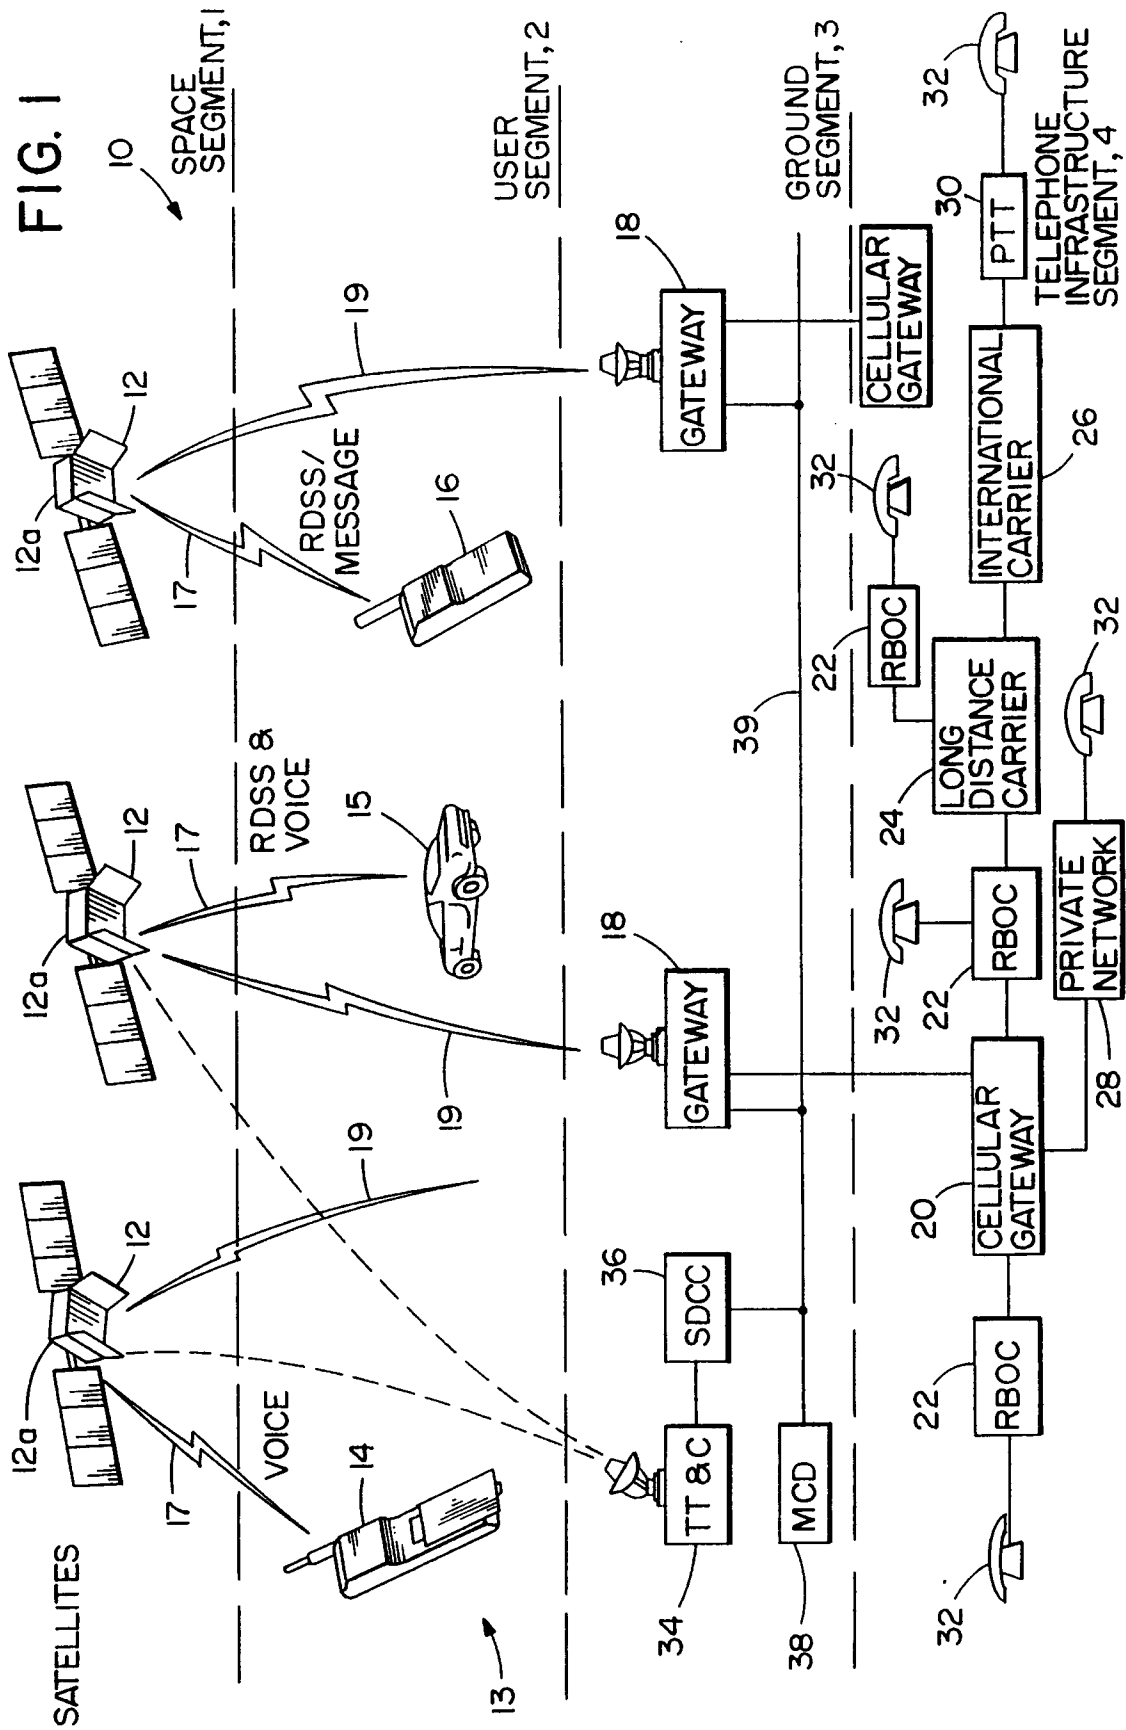 FIG. 1
10
SATELLITES
SPACE
SEGMENT, 1
12a
12
12a
12
12a
12
17
19
17
19
17
19
VOICE
RDSS &
VOICE
RDSS/
MESSAGE
14
15
16
13
USER
SEGMENT, 2
34
TT & C
36
SDCC
18
GATEWAY
18
GATEWAY
38
MCD
39
GROUND
SEGMENT, 3
32
22
RBOC
20
CELLULAR
GATEWAY
22
RBOC
32
24
LONG
DISTANCE
CARRIER
22
RBOC
32
CELLULAR
GATEWAY
INTERNATIONAL
CARRIER
26
30
PTT
32
28
PRIVATE
NETWORK
32
TELEPHONE
INFRASTRUCTURE
SEGMENT, 4